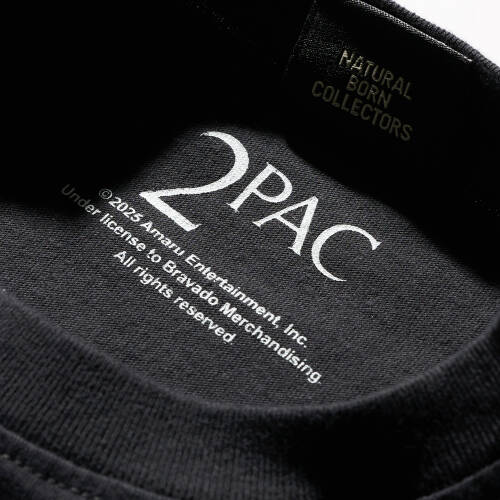 NATURAL
BORN
COLLECTORS
2PAC
© 2025 Amaru Entertainment, Inc.
Under license to Bravado Merchandising.
All rights reserved.